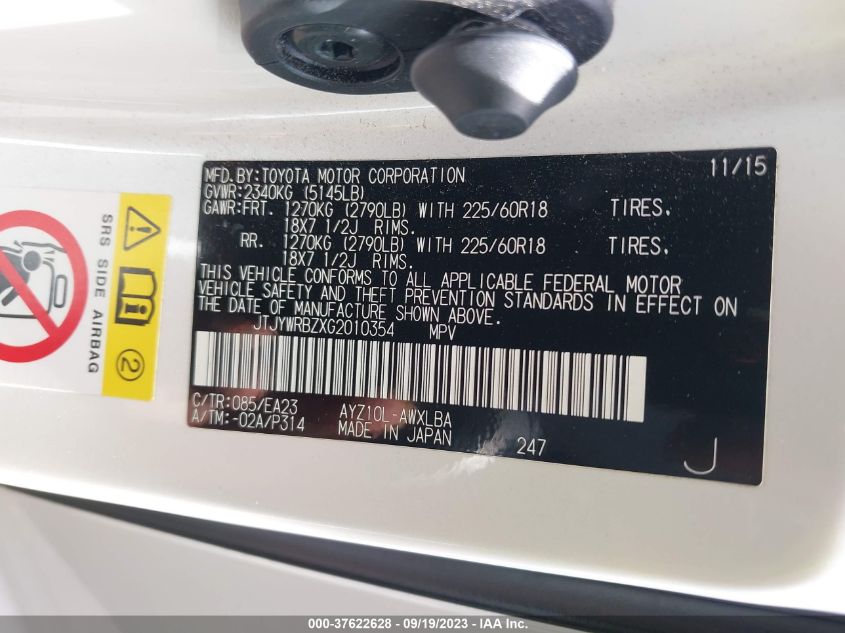 MFD.BY:TOYOTA MOTOR CORPORATION 11/15
GVWR:2340KG (5145LB)
GAWR:FRT. 1270KG (2790LB) WITH 225/60R18 TIRES.
18X7 1/2J RIMS.
RR. 1270KG (2790LB) WITH 225/60R18 TIRES.
18X7 1/2J RIMS.
THIS VEHICLE CONFORMS TO ALL APPLICABLE FEDERAL MOTOR
VEHICLE SAFETY AND THEFT PREVENTION STANDARDS IN EFFECT ON
THE DATE OF MANUFACTURE SHOWN ABOVE.
JTJYWRBZXG2010354 MPV
C/TR:085/EA23 AYZ10L-AWXLBA
A/TM:-02A/P314 MADE IN JAPAN 247
J
SRS SIDE AIRBAG
2
000-37622628 - 09/19/2023 - IAA Inc.